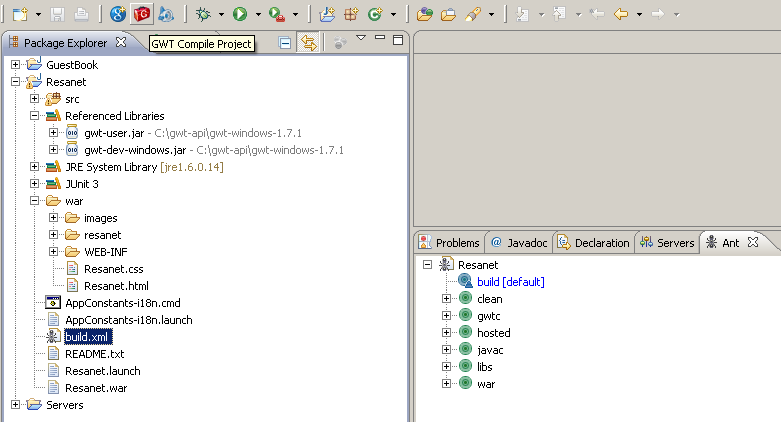 GWT Compile Project
Package Explorer
GuestBook
Resanet
src
Referenced Libraries
gwt-user.jar - C:\gwt-api\gwt-windows-1.7.1
gwt-dev-windows.jar - C:\gwt-api\gwt-windows-1.7.1
JRE System Library [jre1.6.0.14]
JUnit 3
war
images
resanet
WEB-INF
Resanet.css
Resanet.html
AppConstants-i18n.cmd
AppConstants-i18n.launch
build.xml
README.txt
Resanet.launch
Resanet.war
Servers
Problems @ Javadoc Declaration Servers Ant
Resanet
build [default]
clean
gwtc
hosted
javac
libs
war